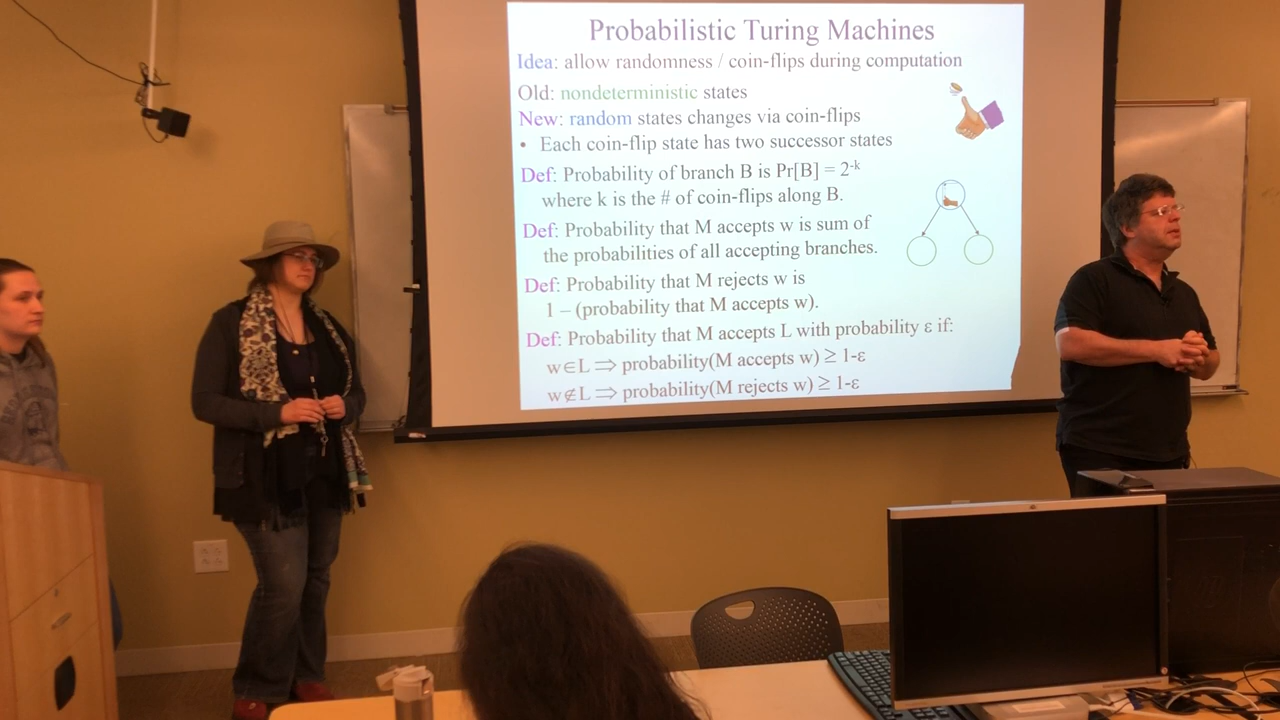 Probabilistic Turing Machines
Idea: allow randomness / coin-flips during computation
Old: nondeterministic states
New: random states changes via coin-flips
• Each coin-flip state has two successor states
Def: Probability of branch B is Pr[B] = 2⁻ᵏ
where k is the # of coin-flips along B.
Def: Probability that M accepts w is sum of
the probabilities of all accepting branches.
Def: Probability that M rejects w is
1 – (probability that M accepts w).
Def: Probability that M accepts L with probability ε if:
w∈L ⇒ probability(M accepts w) ≥ 1-ε
w∉L ⇒ probability(M rejects w) ≥ 1-ε